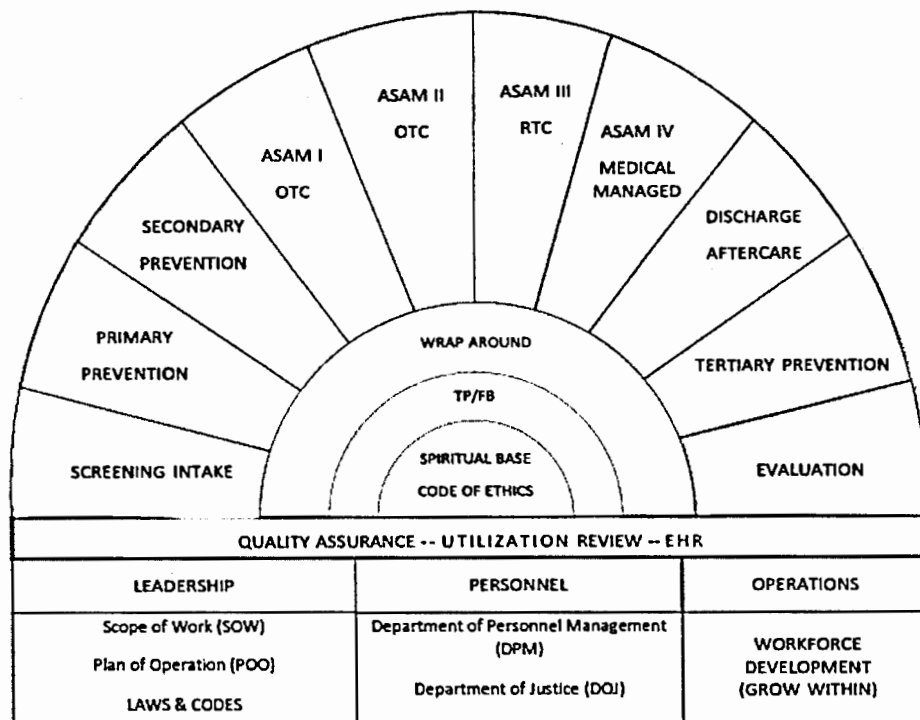 SCREENING INTAKE
PRIMARY
PREVENTION
SECONDARY
PREVENTION
ASAM I
OTC
ASAM II
OTC
ASAM III
RTC
ASAM IV
MEDICAL
MANAGED
DISCHARGE
AFTERCARE
TERTIARY PREVENTION
EVALUATION
WRAP AROUND
TP/FB
SPIRITUAL BASE
CODE OF ETHICS
QUALITY ASSURANCE -- UTILIZATION REVIEW -- EHR
LEADERSHIP
PERSONNEL
OPERATIONS
Scope of Work (SOW)
Plan of Operation (POO)
LAWS & CODES
Department of Personnel Management
(DPM)
Department of Justice (DOJ)
WORKFORCE
DEVELOPMENT
(GROW WITHIN)